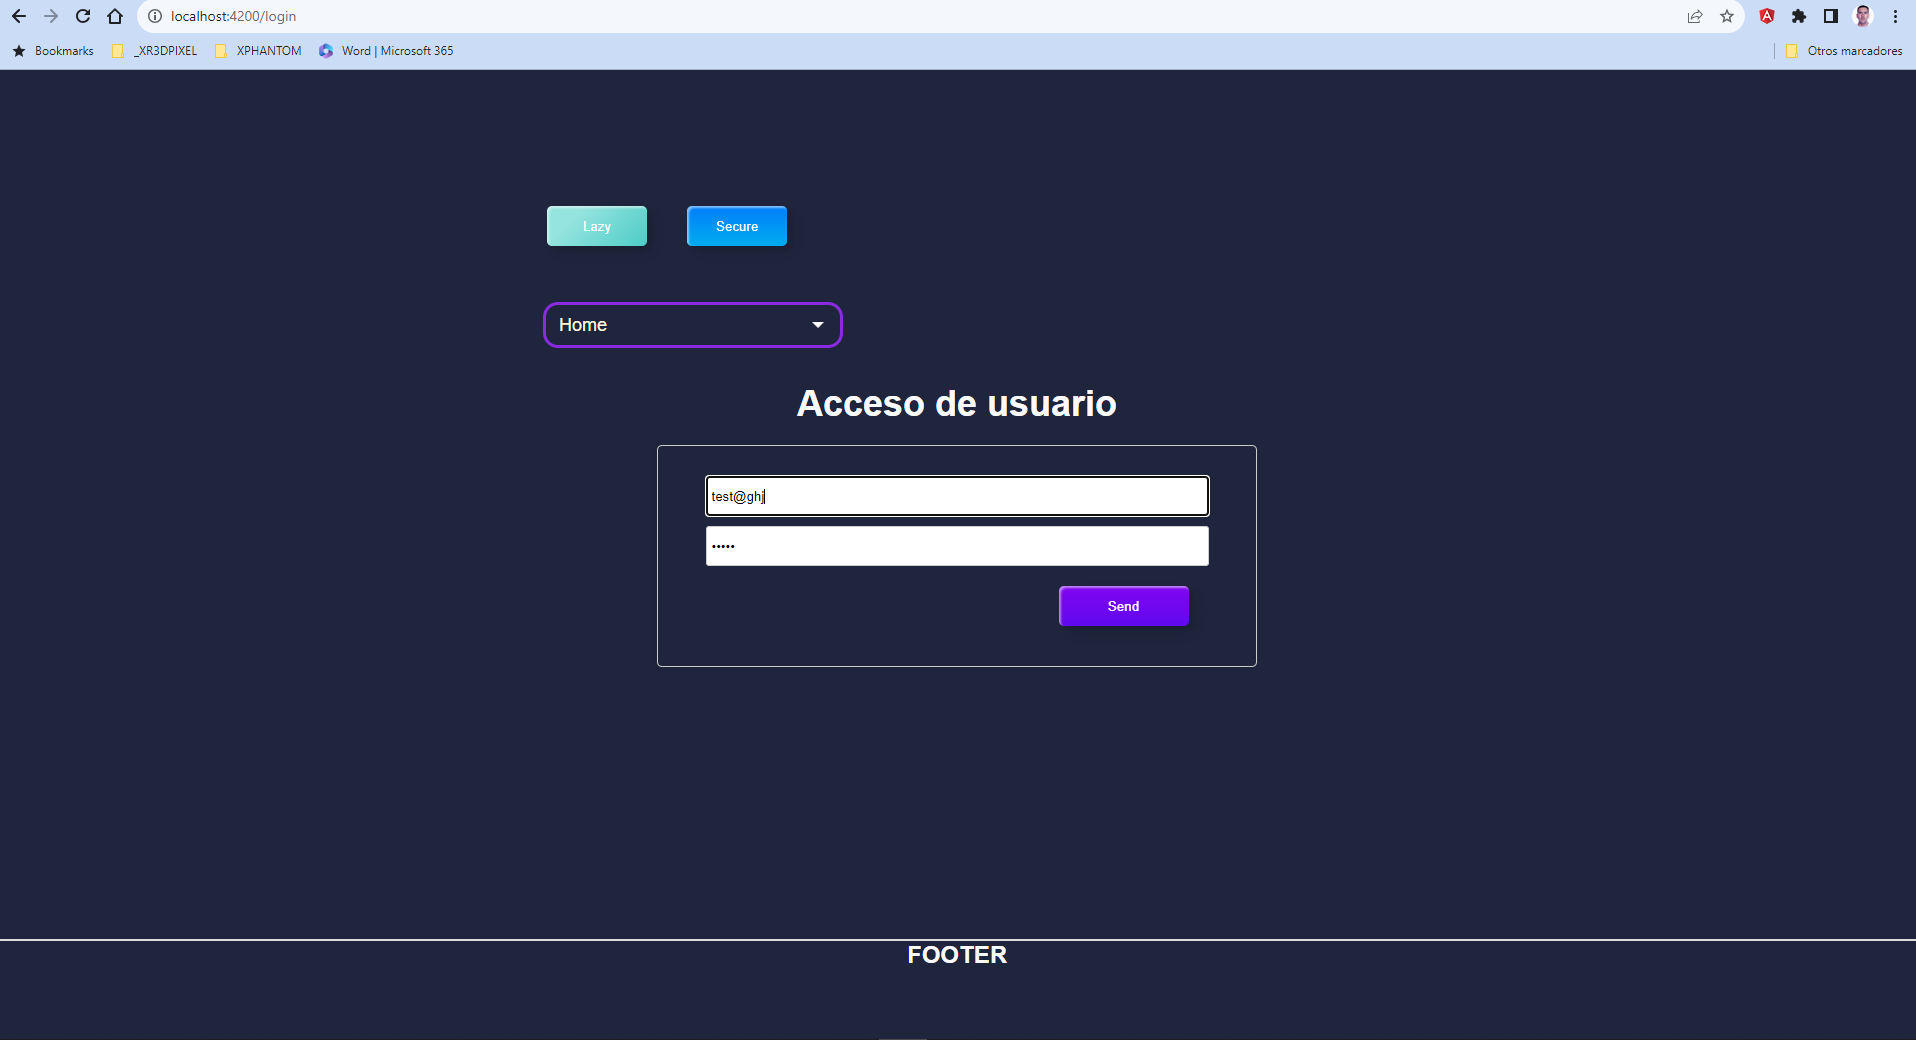 localhost:4200/login
Bookmarks _XR3DPIXEL XPHANTOM Word | Microsoft 365 Otros marcadores
Lazy Secure
Home
Acceso de usuario
test@ghj
•••••
Send
FOOTER